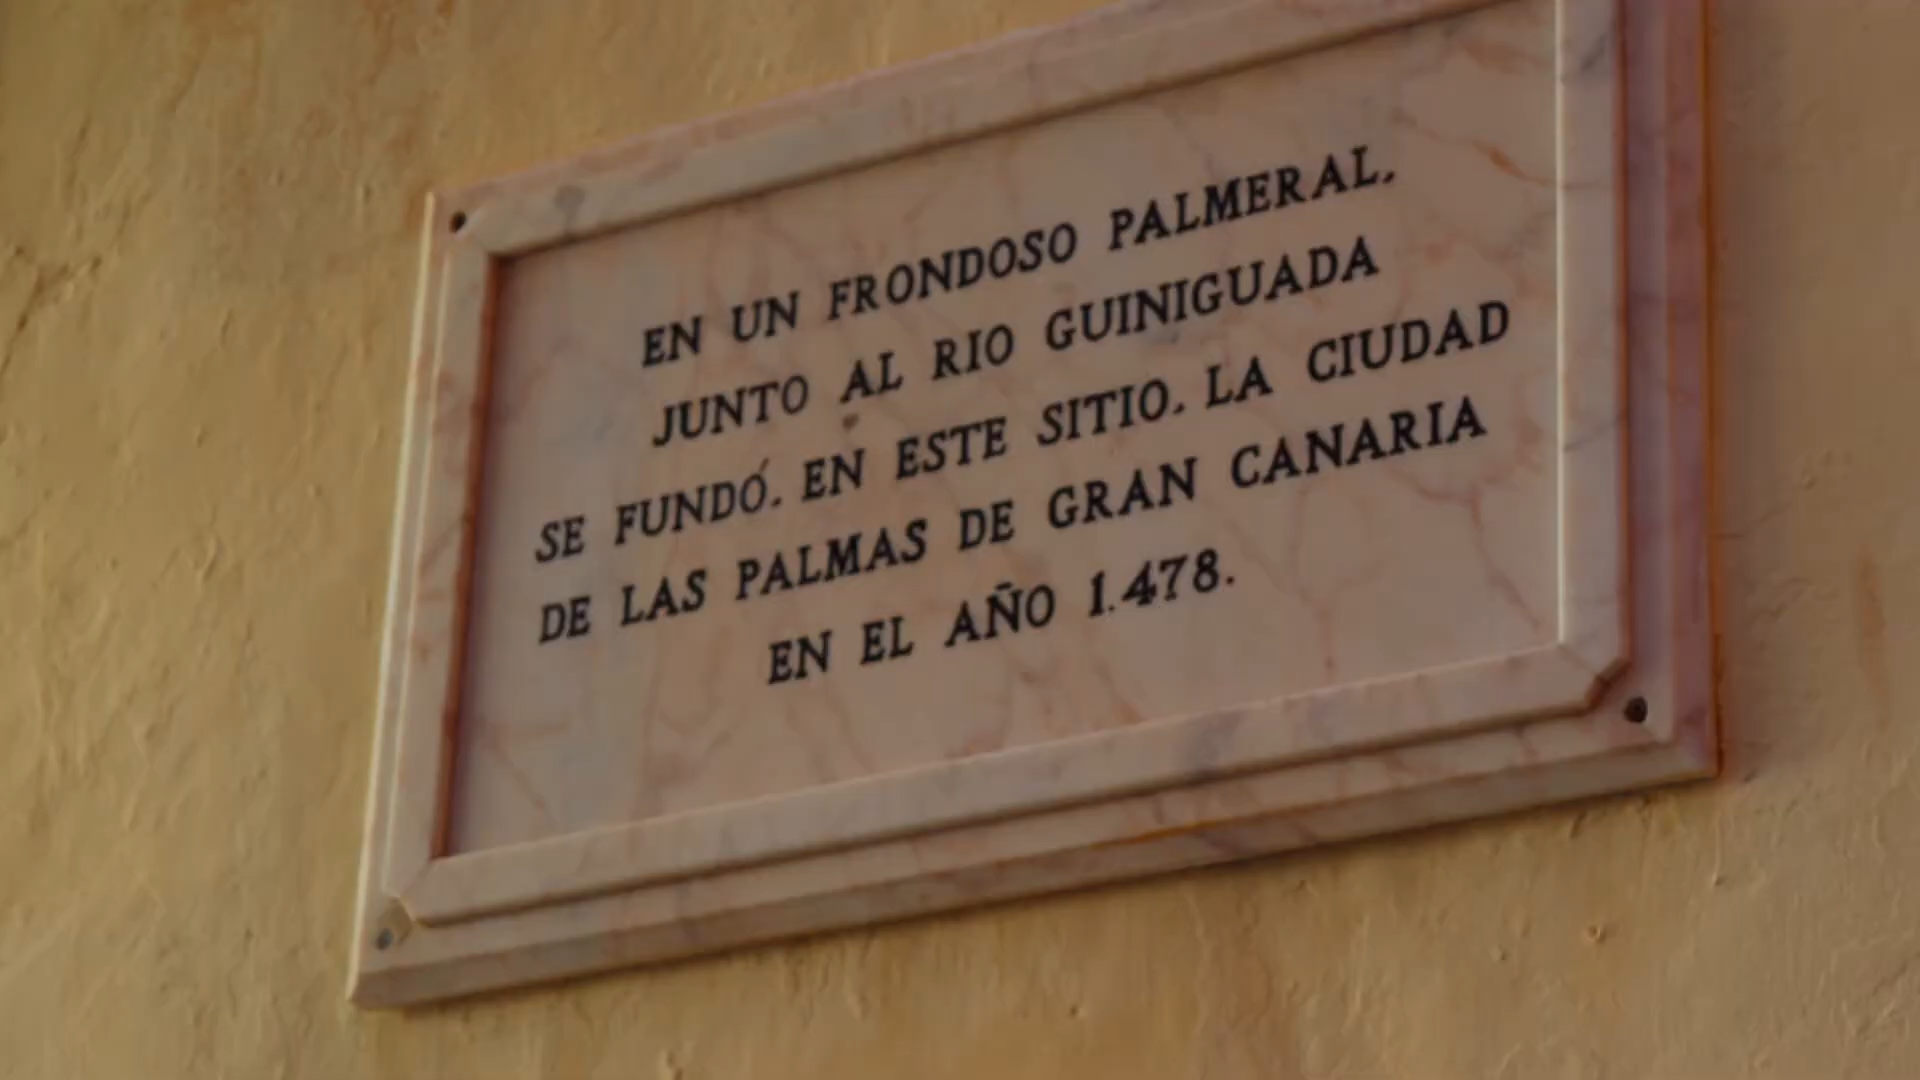 EN UN FRONDOSO PALMERAL,
JUNTO AL RIO GUINIGUADA
SE FUNDÓ, EN ESTE SITIO, LA CIUDAD
DE LAS PALMAS DE GRAN CANARIA
EN EL AÑO 1.478.